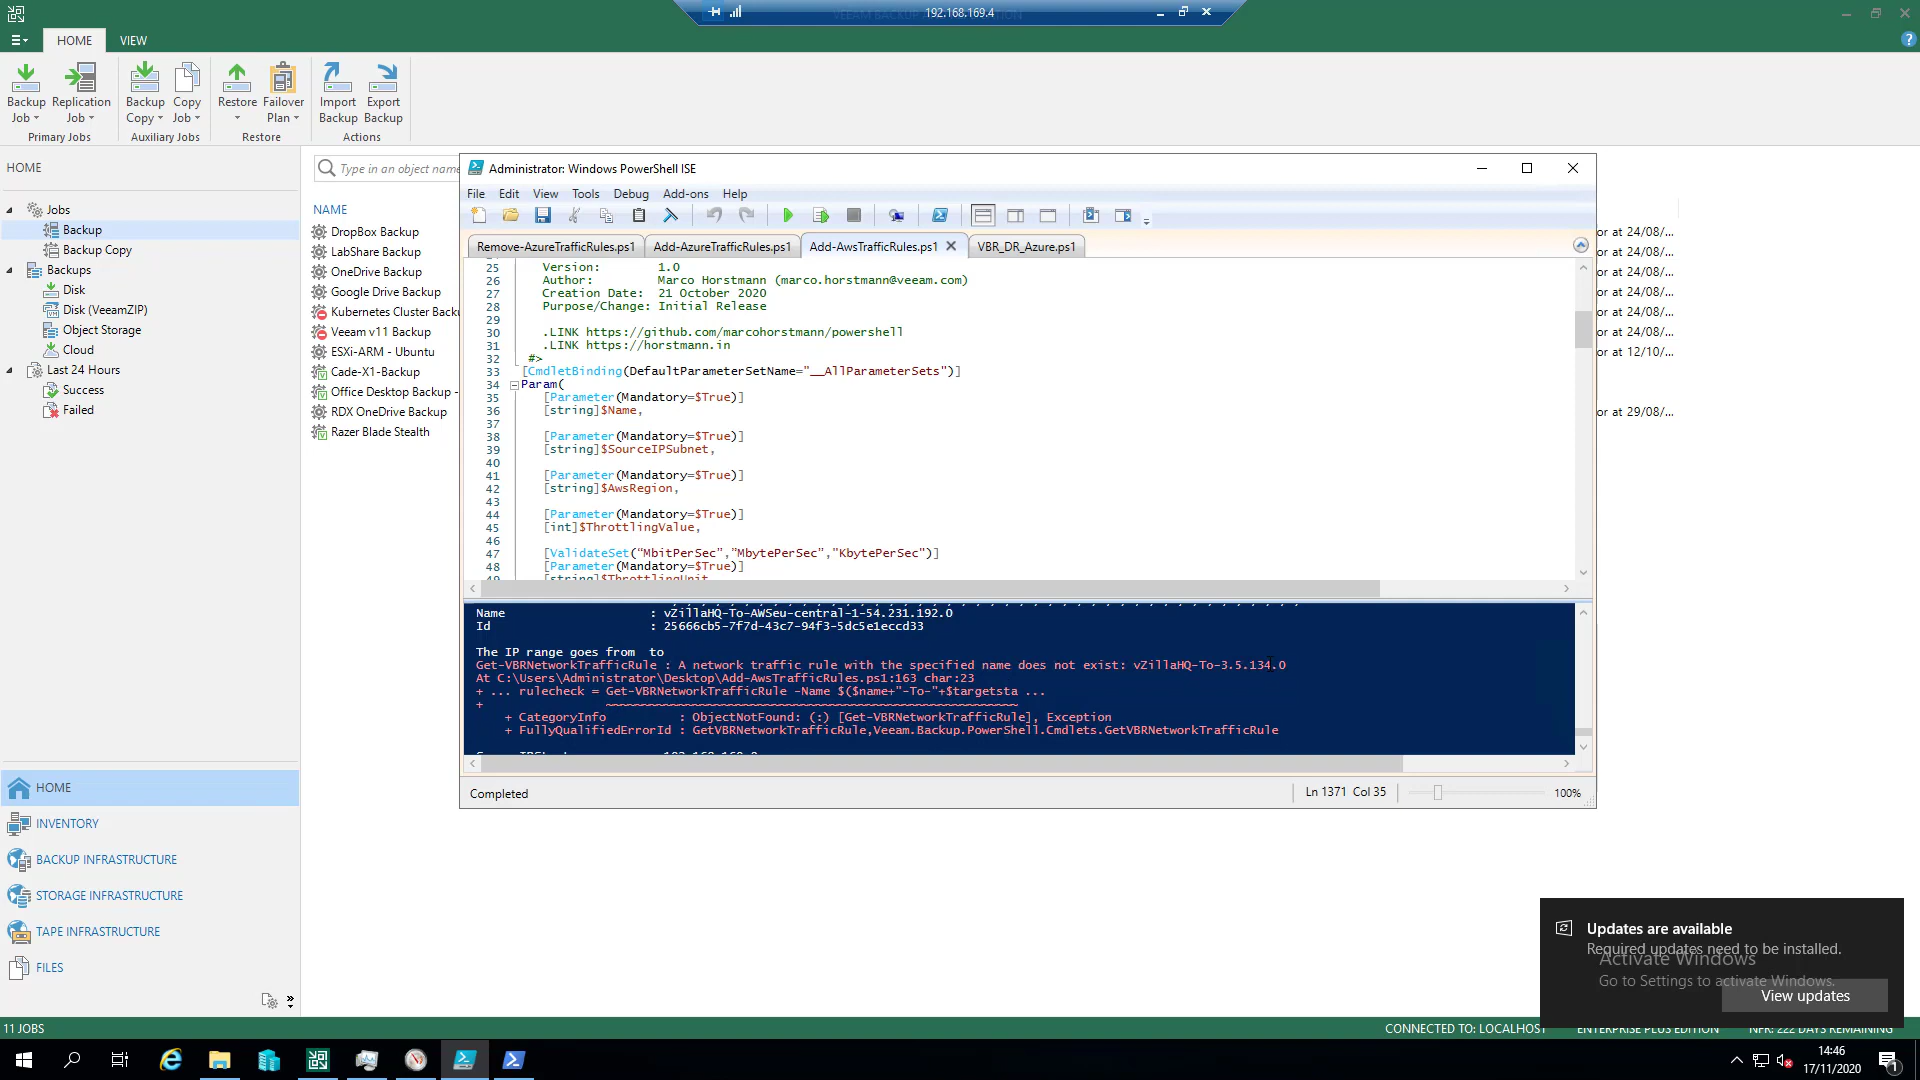 192.168.169.4
HOME
VIEW
Backup Job
Replication Job
Backup Copy
Copy Job
Restore
Failover Plan
Import Backup
Export Backup
Primary Jobs
Auxiliary Jobs
Restore
Actions
HOME
Jobs
Backup
Backup Copy
Backups
Disk
Disk (VeeamZIP)
Object Storage
Cloud
Last 24 Hours
Success
Failed
Type in an object name
NAME
DropBox Backup
LabShare Backup
OneDrive Backup
Google Drive Backup
Kubernetes Cluster Backu
Veeam v11 Backup
ESXi-ARM - Ubuntu
Cade-X1-Backup
Office Desktop Backup -
RDX OneDrive Backup
Razer Blade Stealth
or at 24/08/...
or at 24/08/...
or at 24/08/...
or at 24/08/...
or at 24/08/...
or at 24/08/...
or at 12/10/...
or at 29/08/...
Administrator: Windows PowerShell ISE
File Edit View Tools Debug Add-ons Help
Remove-AzureTrafficRules.ps1 Add-AzureTrafficRules.ps1 Add-AwsTrafficRules.ps1 VBR_DR_Azure.ps1
25 Version: 1.0
26 Author: Marco Horstmann (marco.horstmann@veeam.com)
27 Creation Date: 21 October 2020
28 Purpose/Change: Initial Release
29
30 .LINK https://github.com/marcohorstmann/powershell
31 .LINK https://horstmann.in
32 #>
33 [CmdletBinding(DefaultParameterSetName="__AllParameterSets")]
34 Param(
35 [Parameter(Mandatory=$True)]
36 [string]$Name,
37
38 [Parameter(Mandatory=$True)]
39 [string]$SourceIPSubnet,
40
41 [Parameter(Mandatory=$True)]
42 [string]$AwsRegion,
43
44 [Parameter(Mandatory=$True)]
45 [int]$ThrottlingValue,
46
47 [ValidateSet("MbitPerSec","MbytePerSec","KbytePerSec")]
48 [Parameter(Mandatory=$True)]
49 [string]$ThrottlingUnit
Name : vZillaHQ-To-AWSeu-central-1-54.231.192.0
Id : 25666cb5-7f7d-43c7-94f3-5dc5e1eccd33
The IP range goes from  to
Get-VBRNetworkTrafficRule : A network traffic rule with the specified name does not exist: vZillaHQ-To-3.5.134.0
At C:\Users\Administrator\Desktop\Add-AwsTrafficRules.ps1:163 char:23
+ ... rulecheck = Get-VBRNetworkTrafficRule -Name $($name+"-To-"+$targetsta ...
+ ~~~~~~~~~~~~~~~~~~~~~~~~~~~~~~~~~~~~~~~~~~~~~~~~~~~~~~~~~
+ CategoryInfo : ObjectNotFound: (:) [Get-VBRNetworkTrafficRule], Exception
+ FullyQualifiedErrorId : GetVBRNetworkTrafficRule,Veeam.Backup.PowerShell.Cmdlets.GetVBRNetworkTrafficRule
Completed
Ln 1371 Col 35
100%
HOME
INVENTORY
BACKUP INFRASTRUCTURE
STORAGE INFRASTRUCTURE
TAPE INFRASTRUCTURE
FILES
Updates are available
Required updates need to be installed.
Activate Windows
Go to Settings to activate Windows.
View updates
11 JOBS
CONNECTED TO: LOCALHOST
ENTERPRISE PLUS EDITION
NFR: 222 DAYS REMAINING
14:46
17/11/2020
1